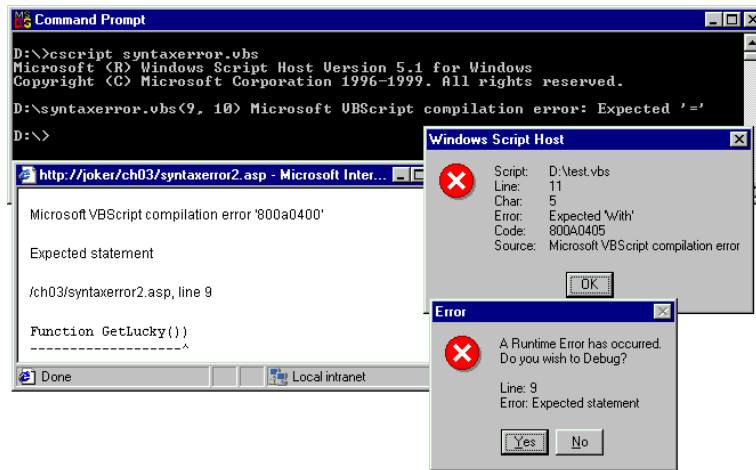 Command Prompt
D:\>cscript syntaxerror.vbs
Microsoft (R) Windows Script Host Version 5.1 for Windows
Copyright (C) Microsoft Corporation 1996-1999. All rights reserved.
D:\syntaxerror.vbs(9, 10) Microsoft VBScript compilation error: Expected '='
D:\>
Windows Script Host
Script: D:\test.vbs
Line: 11
Char: 5
Error: Expected 'With'
Code: 800A0405
Source: Microsoft VBScript compilation error
OK
http://joker/ch03/syntaxerror2.asp - Microsoft Inter...
Microsoft VBScript compilation error '800a0400'
Expected statement
/ch03/syntaxerror2.asp, line 9
Function GetLucky())
-------------------^
Done
Local intranet
Error
A Runtime Error has occurred.
Do you wish to Debug?
Line: 9
Error: Expected statement
Yes
No